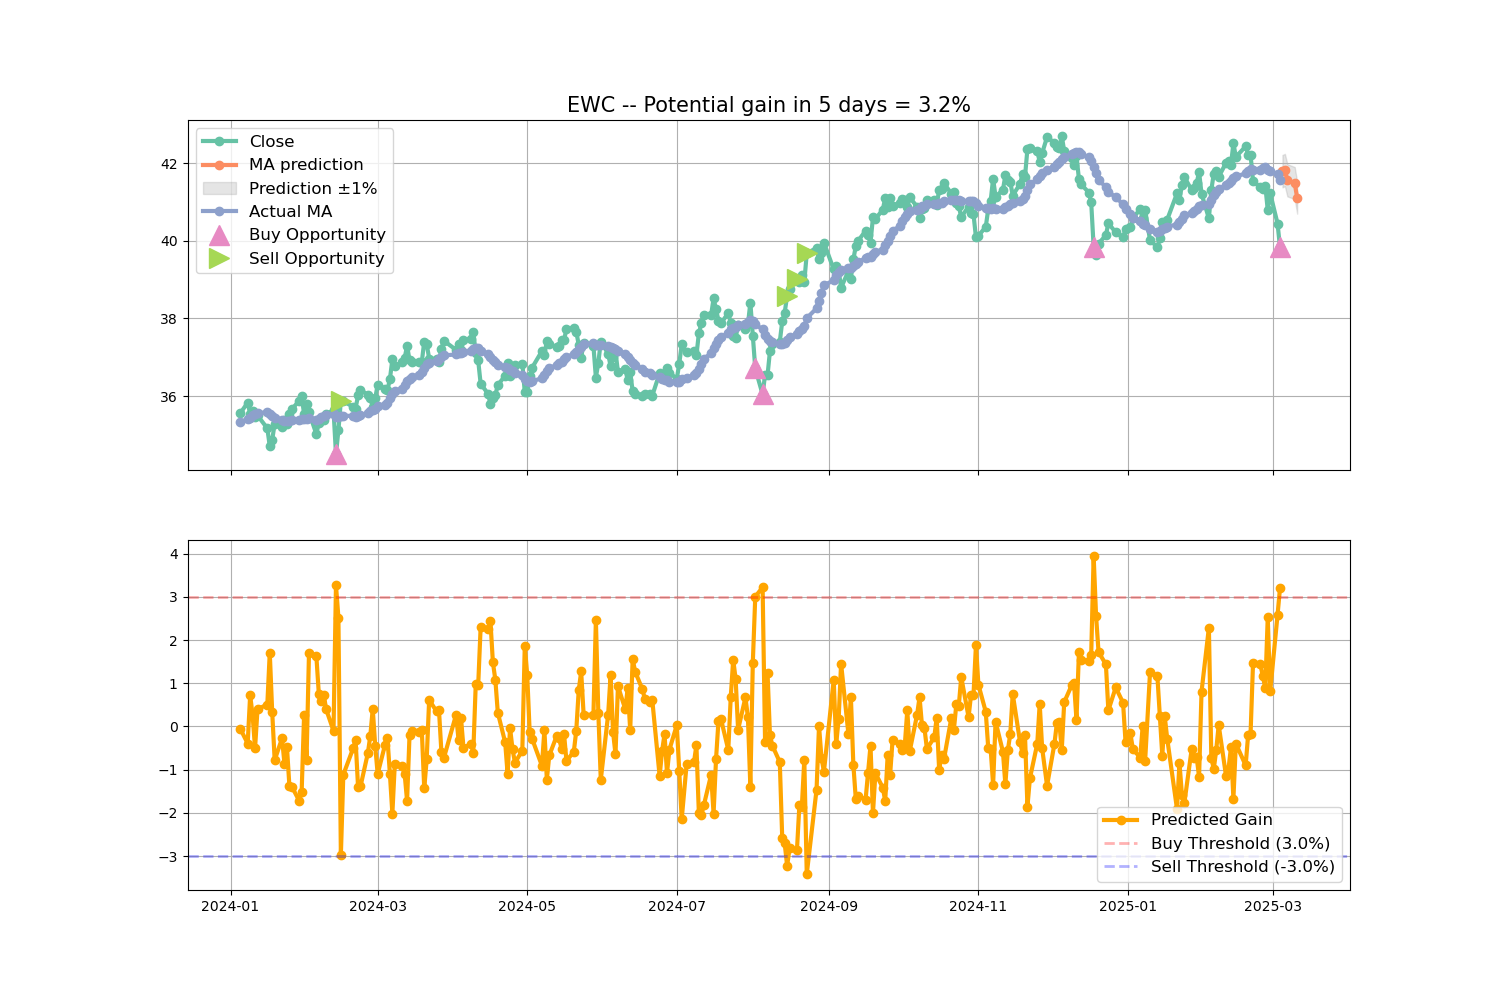 EWC -- Potential gain in 5 days = 3.2%
Close
MA prediction
Prediction ±1%
Actual MA
Buy Opportunity
Sell Opportunity
42
40
38
36
4
3
2
1
0
−1
−2
−3
Predicted Gain
Buy Threshold (3.0%)
Sell Threshold (-3.0%)
2024-01 2024-03 2024-05 2024-07 2024-09 2024-11 2025-01 2025-03